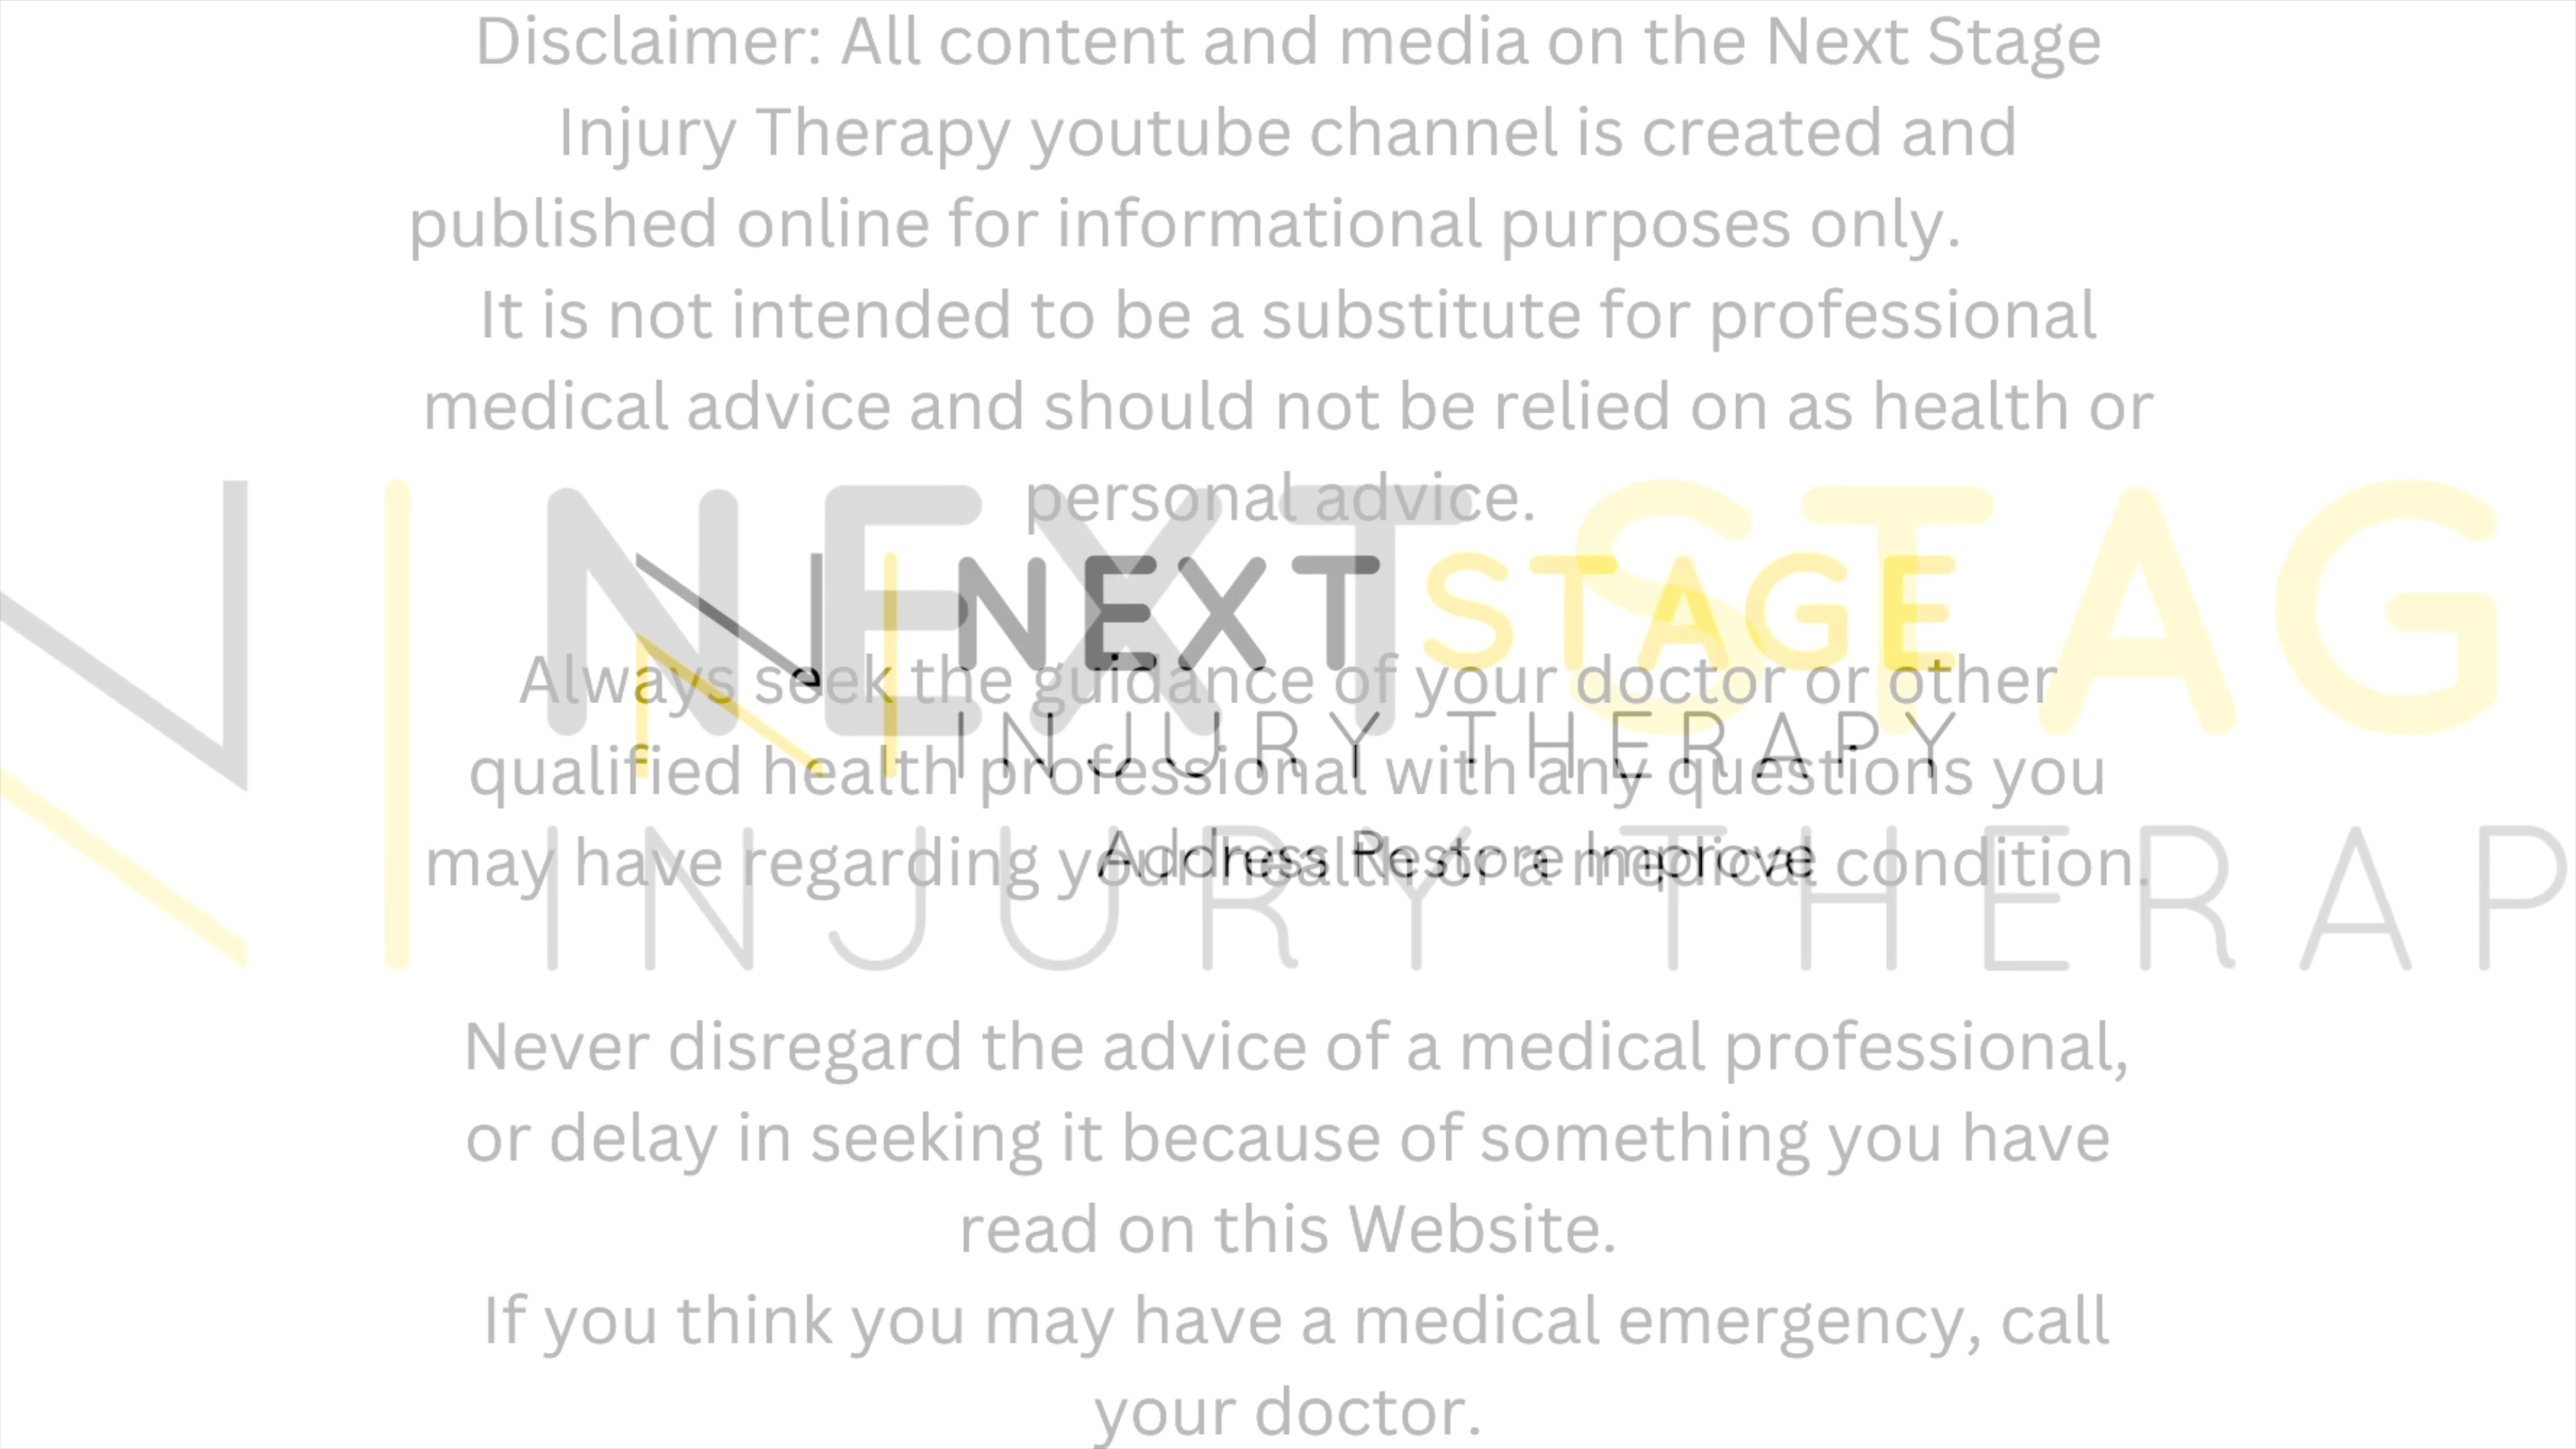 Disclaimer: All content and media on the Next Stage
Injury Therapy youtube channel is created and
published online for informational purposes only.
It is not intended to be a substitute for professional
medical advice and should not be relied on as health or
personal advice.
NEXT STAG
NEXT STAGE
Always seek the guidance of your doctor or other
INJURY THERAPY
qualified health professional with any questions you
may have regarding your health or a medical condition.
Address Restore Improve
INJURY THERAP
Never disregard the advice of a medical professional,
or delay in seeking it because of something you have
read on this Website.
If you think you may have a medical emergency, call
your doctor.